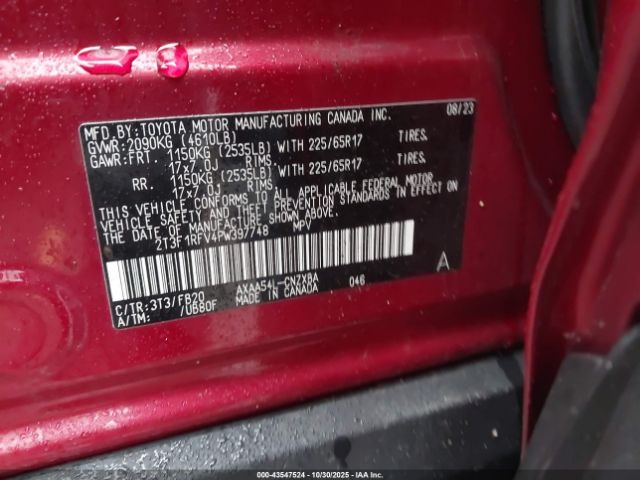 MFD. BY: TOYOTA MOTOR MANUFACTURING CANADA INC. 08/23
GVWR: 2090KG (4610LB)
GAWR: FRT. 1150KG (2535LB) WITH 225/65R17 TIRES.
17x7.0J RIMS.
RR. 1150KG (2535LB) WITH 225/65R17 TIRES.
17x7.0J RIMS.
THIS VEHICLE CONFORMS TO ALL APPLICABLE FEDERAL MOTOR
VEHICLE SAFETY AND THEFT PREVENTION STANDARDS IN EFFECT ON
THE DATE OF MANUFACTURE SHOWN ABOVE.
2T3F1RFV4PW397748 MPV
C/TR: 3T3/FB20 AXAA54L-CNZXBA 046 A
A/TM: /UB80F MADE IN CANADA
000-43547524 - 10/30/2025 - IAAI.COM